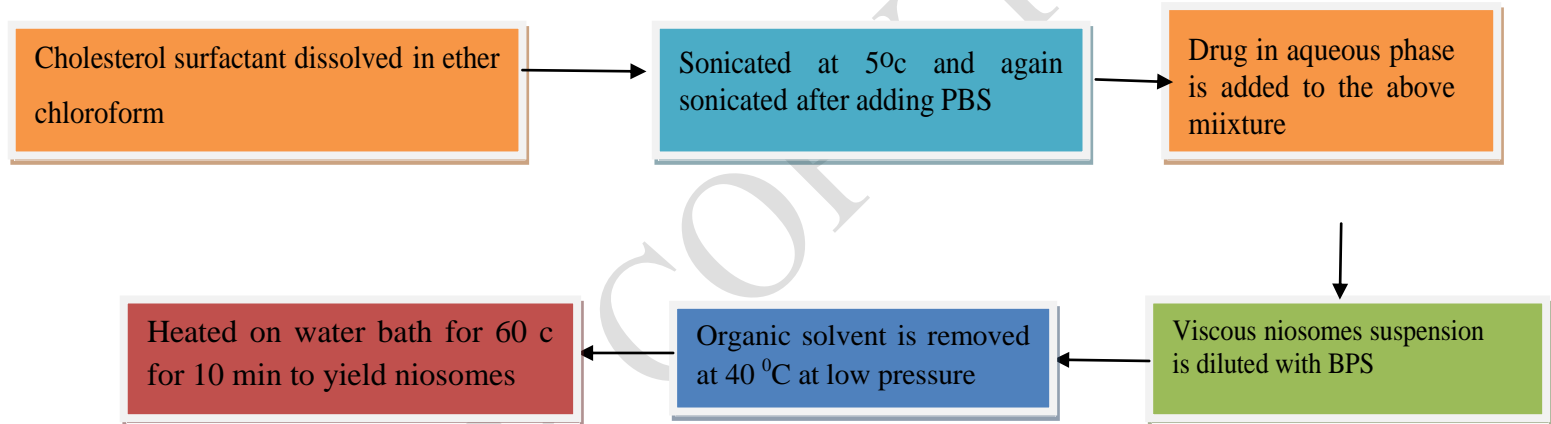 Cholesterol surfactant dissolved in ether
chloroform
Sonicated at 5ºc and again
sonicated after adding PBS
Drug in aqueous phase
is added to the above
miixture
Viscous niosomes suspension
is diluted with BPS
Organic solvent is removed
at 40 ⁰C at low pressure
Heated on water bath for 60 c
for 10 min to yield niosomes